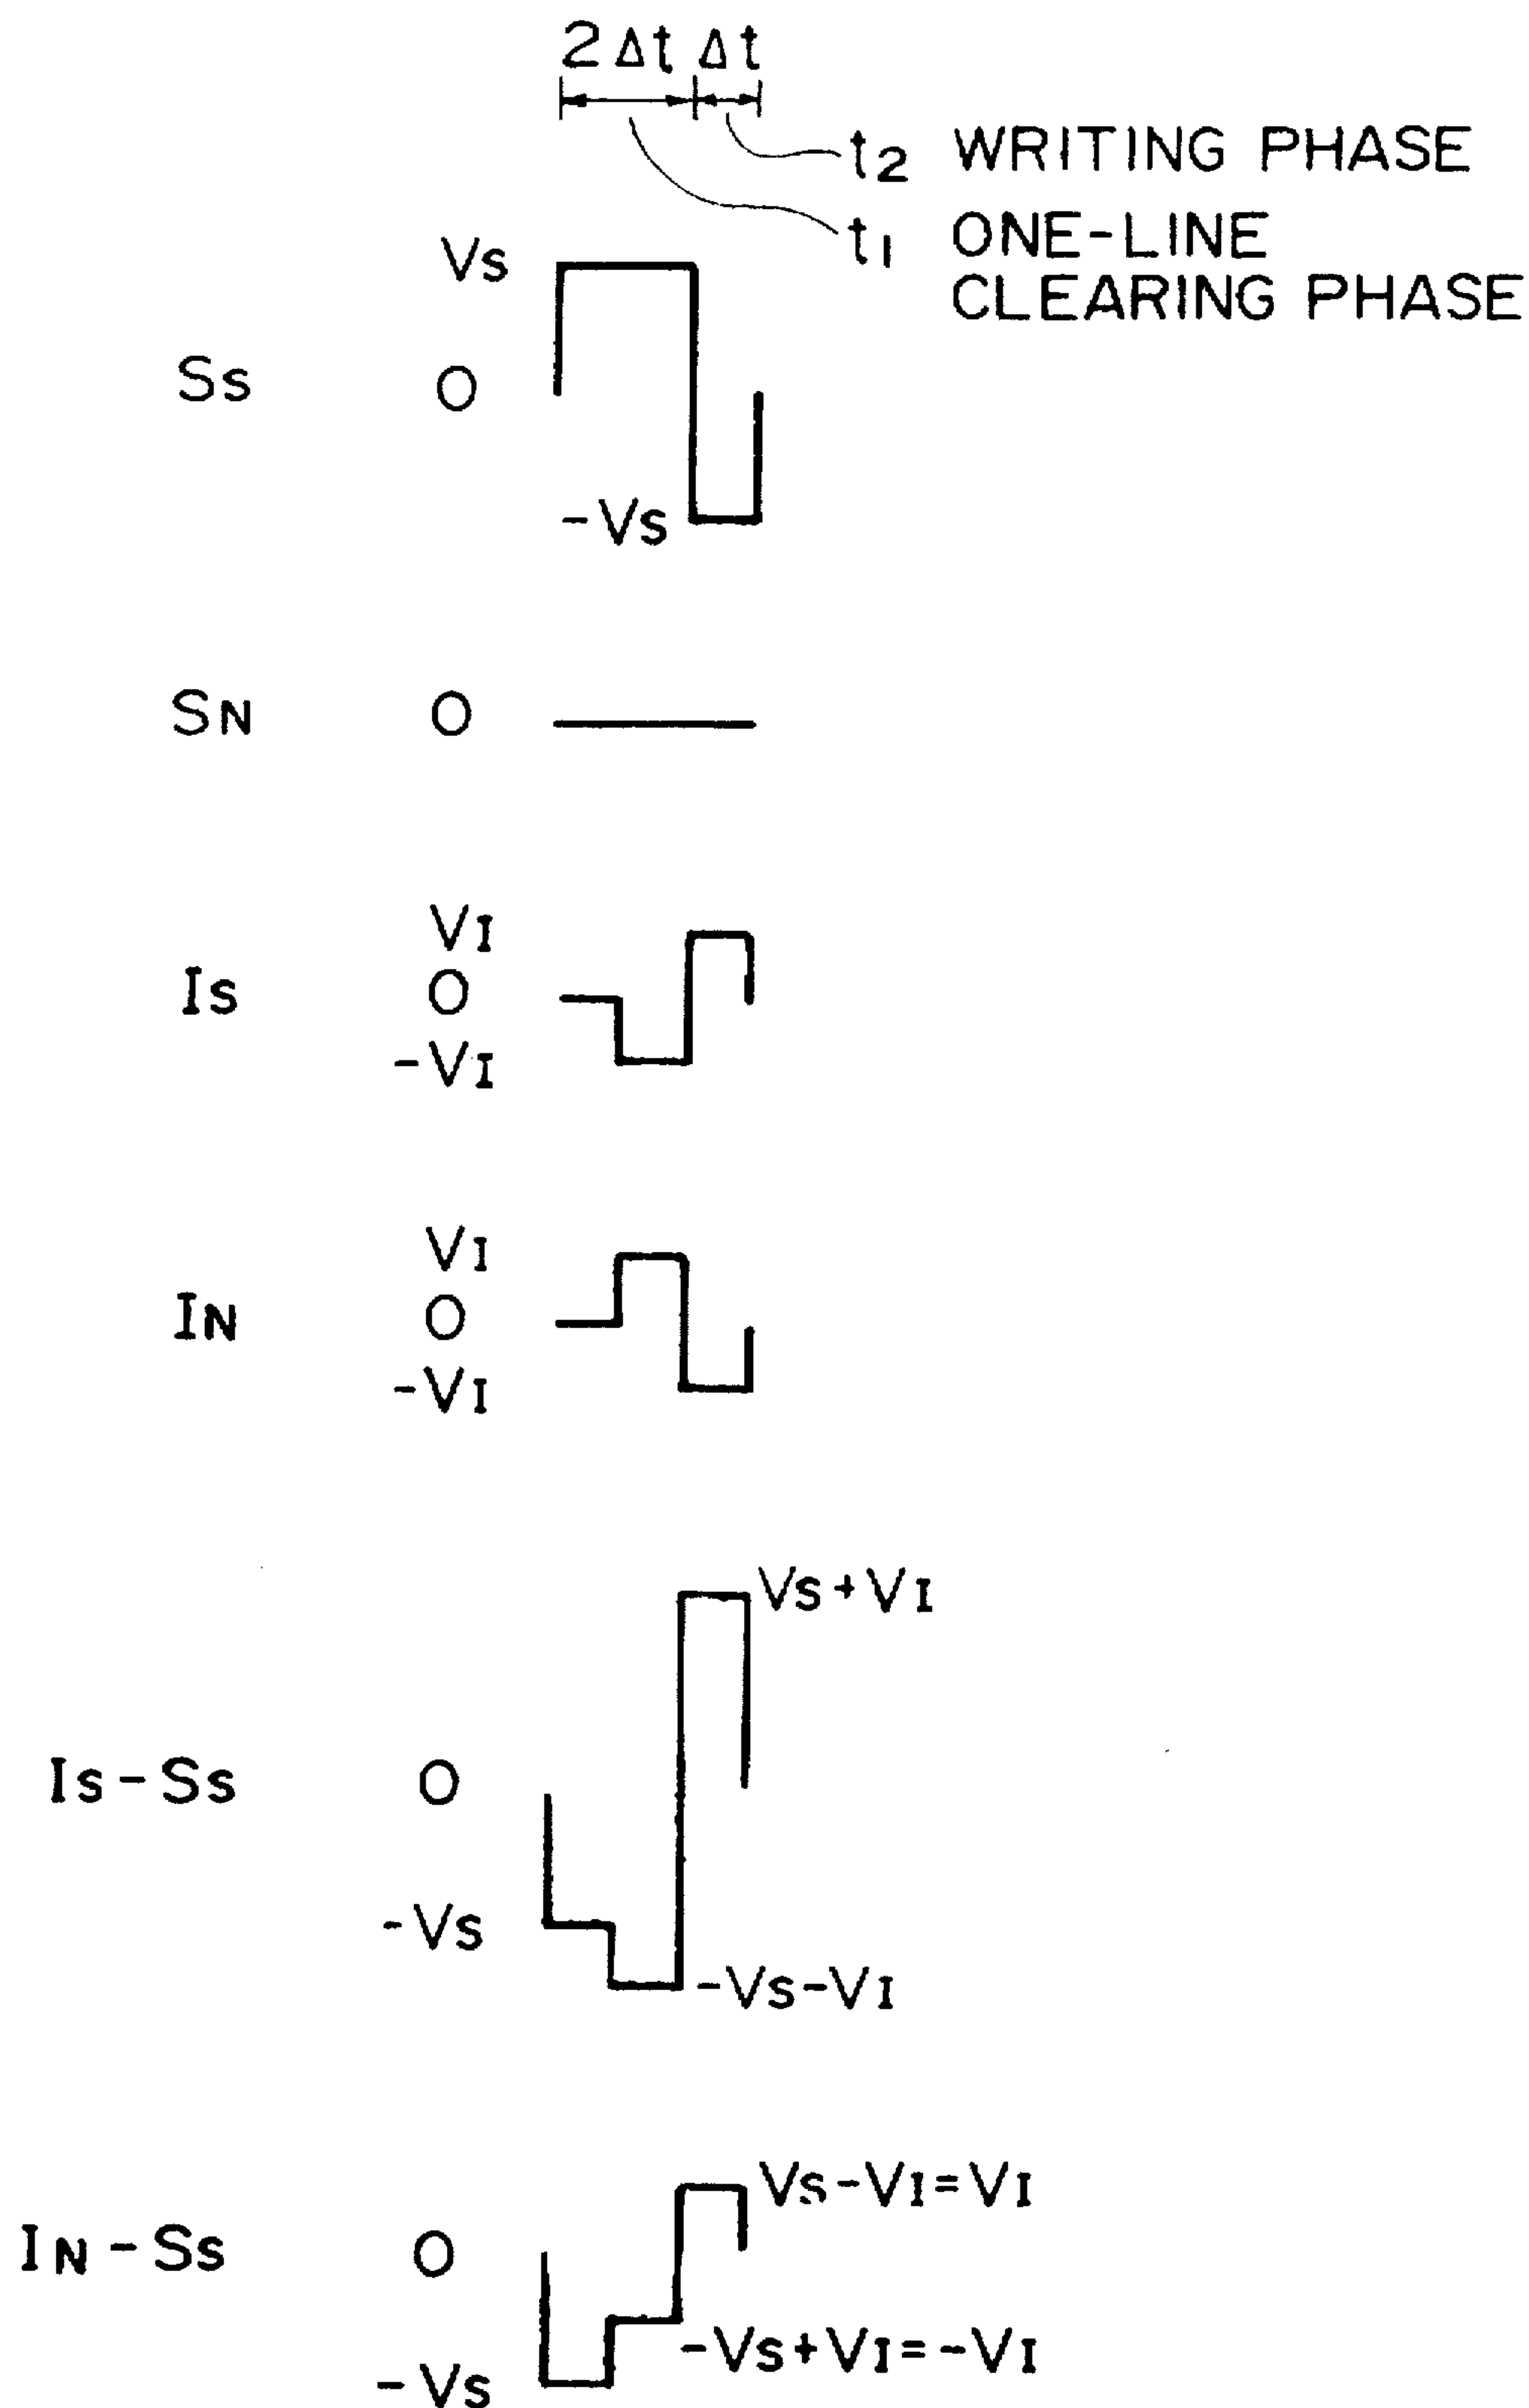 2Δt Δt
t2 WRITING PHASE
t1 ONE-LINE
CLEARING PHASE
Vs
Ss O
-Vs
SN O
VI
Is O
-VI
VI
IN O
-VI
Vs+VI
Is-Ss O
-Vs
-Vs-VI
Vs-VI=VI
IN-Ss O
-Vs+VI=-VI
-Vs